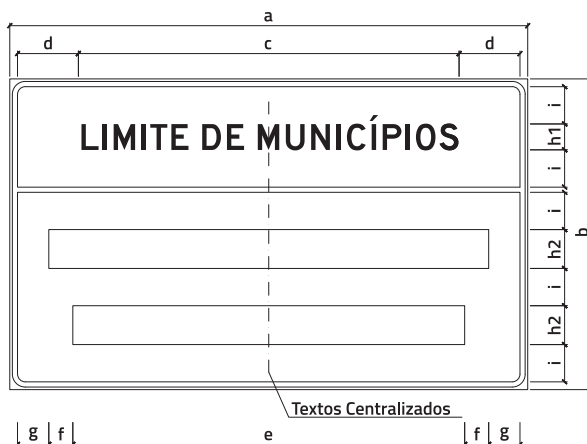 a
d c d
LIMITE DE MUNICÍPIOS
i
h1
i
i
h2
i
h2
i
b
Textos Centralizados
g f e f g